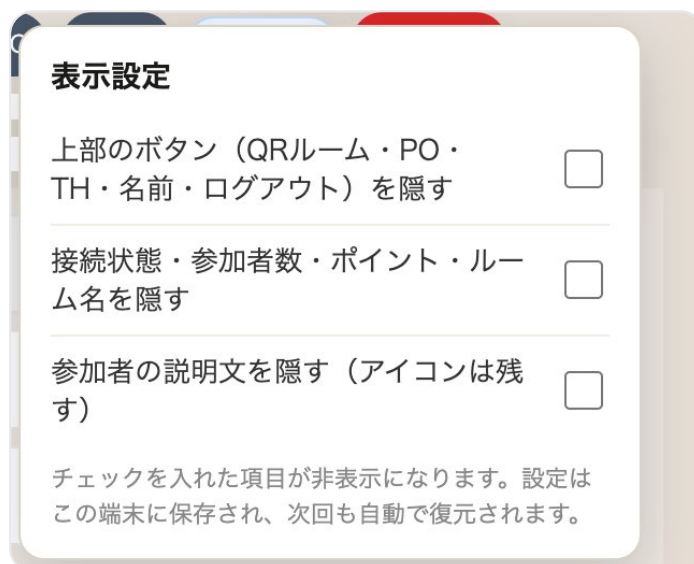 表示設定
上部のボタン（QRルーム・PO・
TH・名前・ログアウト）を隠す
接続状態・参加者数・ポイント・ルー
ム名を隠す
参加者の説明文を隠す（アイコンは残
す）
チェックを入れた項目が非表示になります。設定は
この端末に保存され、次回も自動で復元されます。